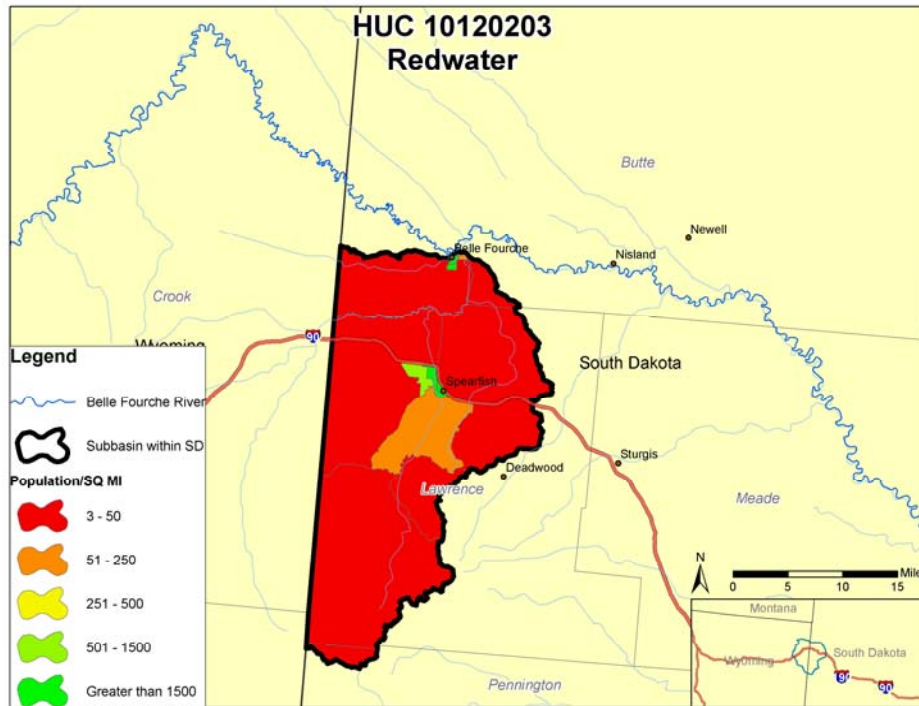 HUC 10120203
Redwater
Butte
Newell
Belle Fourche
Nisland
Crook
90
Wyoming
South Dakota
Legend
Belle Fourche River
Subbasin within SD
Population/SQ MI
3 - 50
51 - 250
251 - 500
501 - 1500
Greater than 1500
Spearfish
Sturgis
Deadwood
Lawrence
Meade
N
Mile
0 5 10 15
Montana
South Dakota
Wyoming
190
90
Pennington